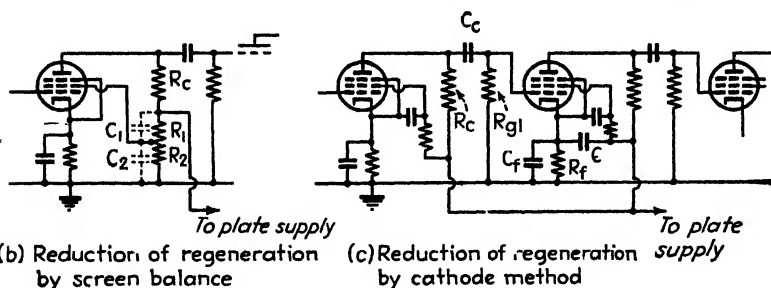 C_c
R_c
C_1
R_1
C_2
R_2
R_c
R_g1
C_f
R_f
C
To plate supply
To plate
supply
(b) Reduction of regeneration
by screen balance
(c) Reduction of regeneration
by cathode method